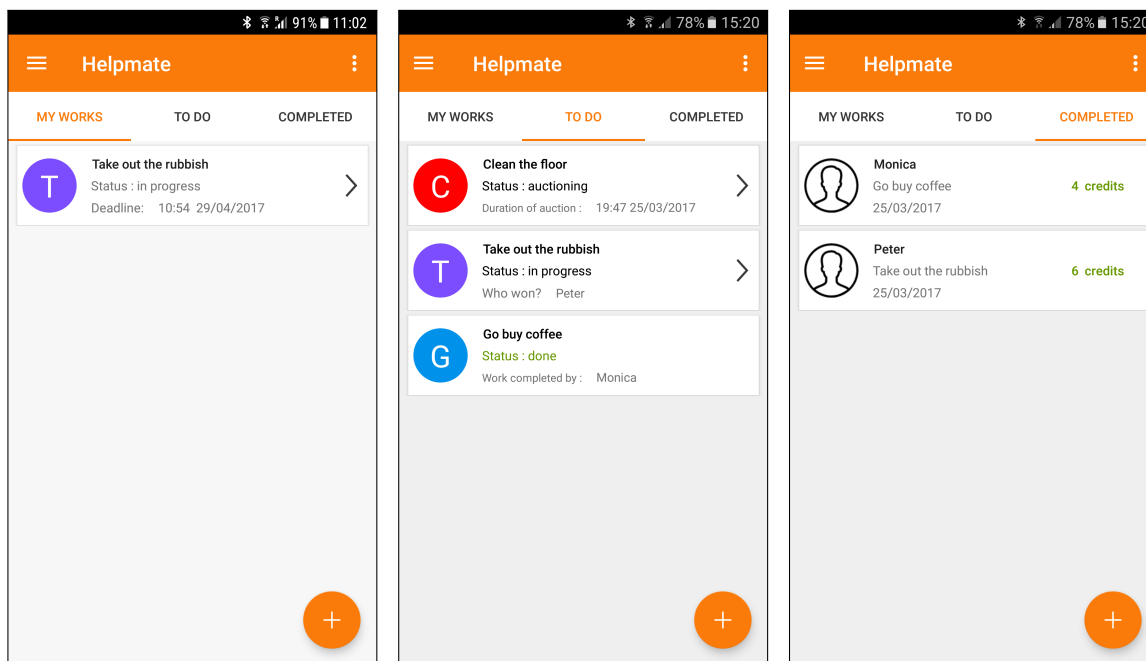 91% 11:02
Helpmate
MY WORKS TO DO COMPLETED
T
Take out the rubbish
Status : in progress
Deadline: 10:54 29/04/2017
+
78% 15:20
Helpmate
MY WORKS TO DO COMPLETED
C
Clean the floor
Status : auctioning
Duration of auction : 19:47 25/03/2017
T
Take out the rubbish
Status : in progress
Who won? Peter
G
Go buy coffee
Status : done
Work completed by : Monica
+
78% 15:20
Helpmate
MY WORKS TO DO COMPLETED
Monica
Go buy coffee 4 credits
25/03/2017
Peter
Take out the rubbish 6 credits
25/03/2017
+